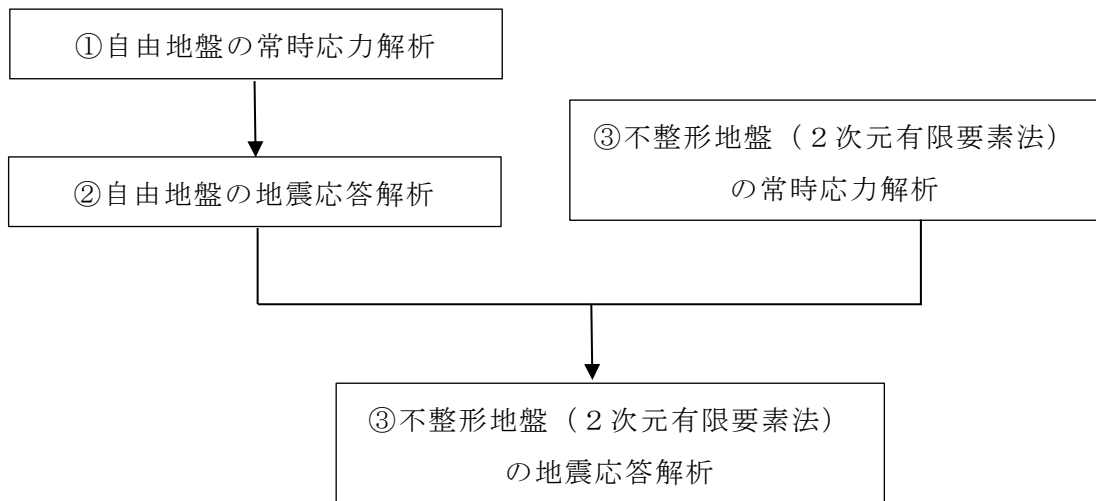 ①自由地盤の常時応力解析
②自由地盤の地震応答解析
③不整形地盤（２次元有限要素法）
の常時応力解析
③不整形地盤（２次元有限要素法）
の地震応答解析